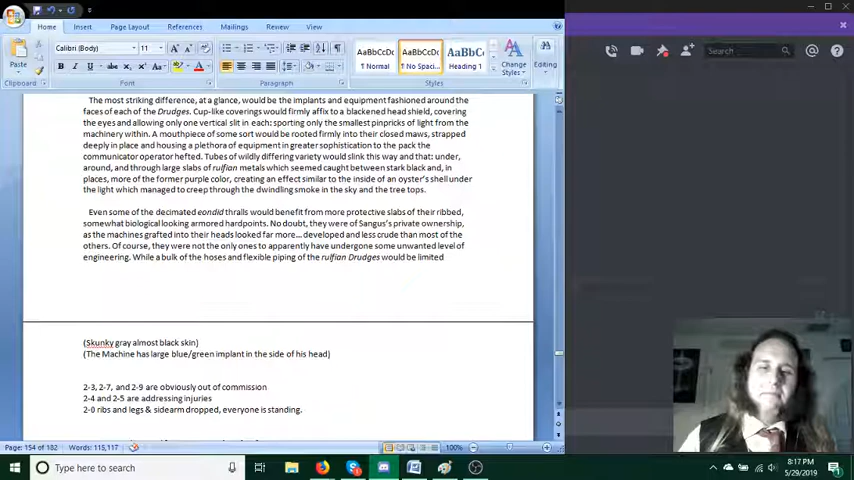 Home Insert Page Layout References Mailings Review View
Calibri (Body) 11
AaBbCcDc AaBbCcDc AaBbCc
Search
Paste
¶ Normal ¶ No Spaci... Heading 1 Change Styles Editing
Clipboard Font Paragraph Styles
The most striking difference, at a glance, would be the implants and equipment fashioned around the
faces of each of the Drudges. Cup-like coverings would firmly affix to a blackened head shield, covering
the eyes and allowing only one vertical slit in each: sporting only the smallest pinpricks of light from the
machinery within. A mouthpiece of some sort would be rooted firmly into their closed maws, strapped
deeply in place and housing a plethora of equipment in greater sophistication to the pack the
communicator operator hefted. Tubes of wildly differing variety would slink this way and that: under,
around, and through large slabs of rulfian metals which seemed caught between stark black and, in
places, more of the former purple color, creating an effect similar to the inside of an oyster's shell under
the light which managed to creep through the dwindling smoke in the sky and the tree tops.
Even some of the decimated eondid thralls would benefit from more protective slabs of their ribbed,
somewhat biological looking armored hardpoints. No doubt, they were of Sangus's private ownership,
as the machines grafted into their heads looked far more... developed and less crude than most of the
others. Of course, they were not the only ones to apparently have undergone some unwanted level of
engineering. While a bulk of the hoses and flexible piping of the rulfian Drudges would be limited
(Skunky gray almost black skin)
(The Machine has large blue/green implant in the side of his head)
2-3, 2-7, and 2-9 are obviously out of commission
2-4 and 2-5 are addressing injuries
2-0 ribs and legs & sidearm dropped, everyone is standing.
Page: 154 of 182 Words: 115,117 100%
Type here to search
8:17 PM
5/29/2019